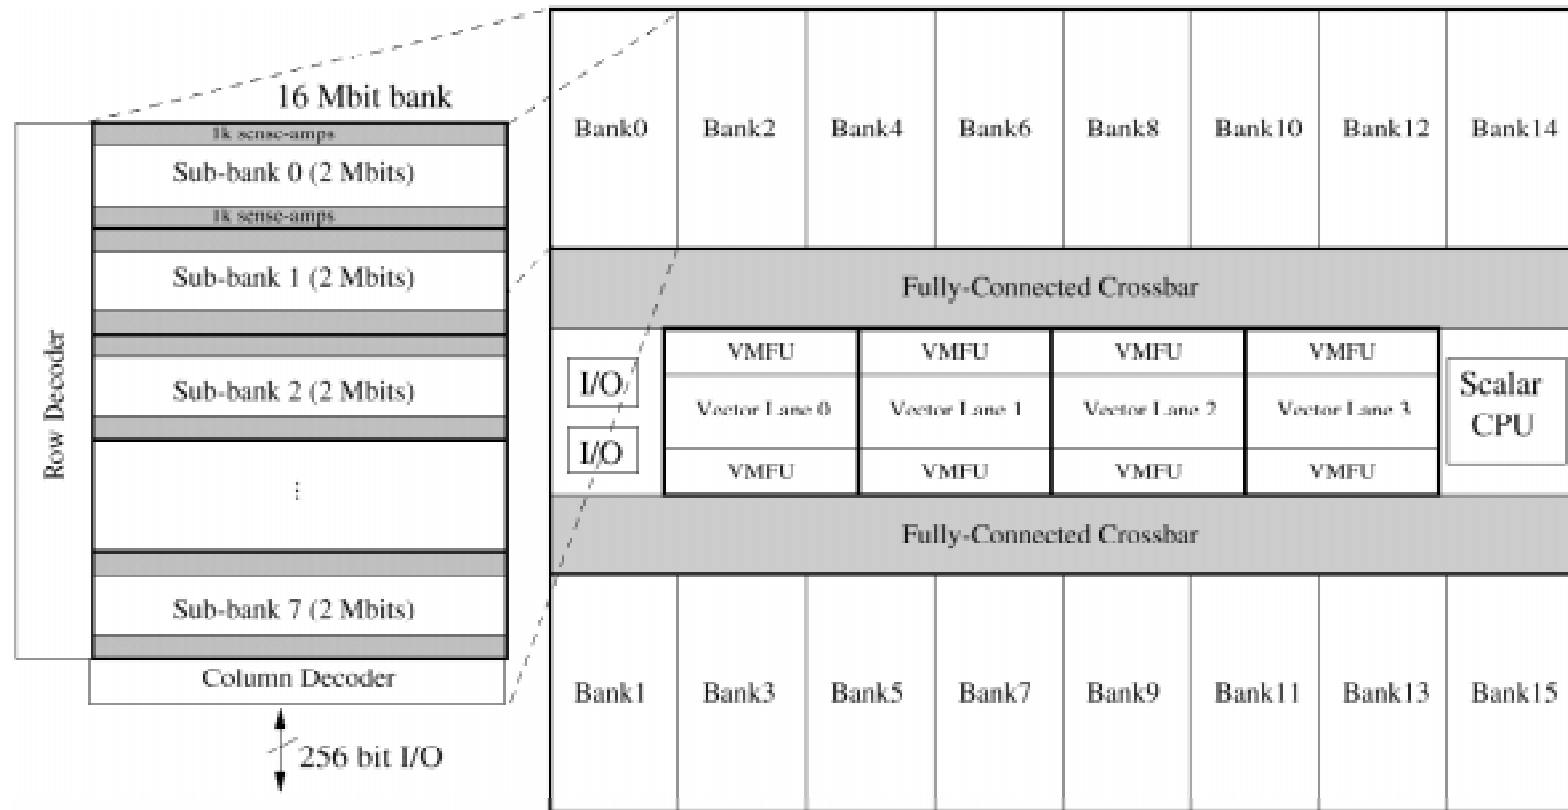 16 Mbit bank
1k sense-amps
Sub-bank 0 (2 Mbits)
1k sense-amps
Sub-bank 1 (2 Mbits)
Sub-bank 2 (2 Mbits)
⋮
Sub-bank 7 (2 Mbits)
Row Decoder
Column Decoder
256 bit I/O
Bank0 Bank2 Bank4 Bank6 Bank8 Bank10 Bank12 Bank14
Fully-Connected Crossbar
I/O
I/O
VMFU VMFU VMFU VMFU
Vector Lane 0 Vector Lane 1 Vector Lane 2 Vector Lane 3
VMFU VMFU VMFU VMFU
Scalar
CPU
Fully-Connected Crossbar
Bank1 Bank3 Bank5 Bank7 Bank9 Bank11 Bank13 Bank15